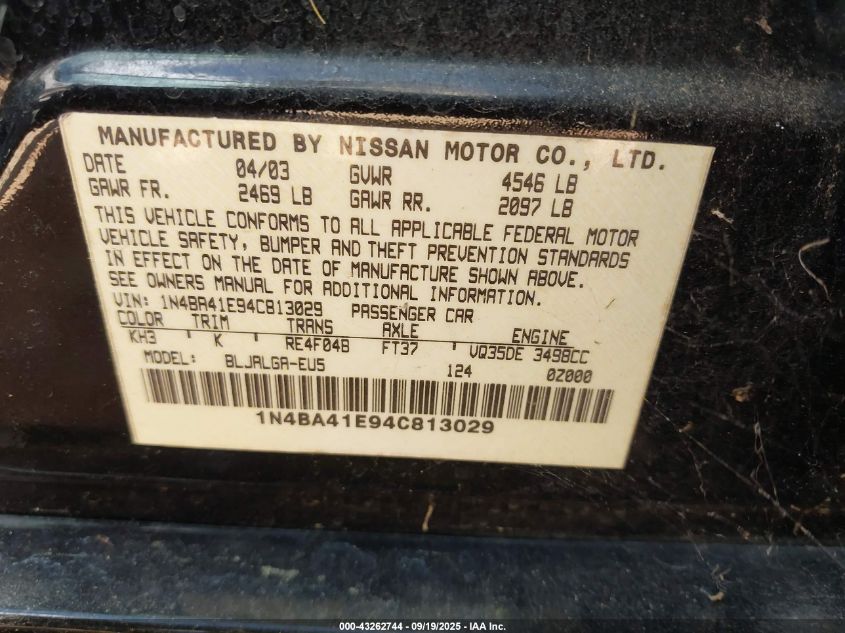 MANUFACTURED BY NISSAN MOTOR CO., LTD.
DATE 04/03 GVWR 4546 LB
GAWR FR. 2469 LB GAWR RR. 2097 LB
THIS VEHICLE CONFORMS TO ALL APPLICABLE FEDERAL MOTOR
VEHICLE SAFETY, BUMPER AND THEFT PREVENTION STANDARDS
IN EFFECT ON THE DATE OF MANUFACTURE SHOWN ABOVE.
SEE OWNERS MANUAL FOR ADDITIONAL INFORMATION.
VIN: 1N4BA41E94C813029 PASSENGER CAR
COLOR TRIM TRANS AXLE ENGINE
KH3 K RE4F04B FT37 VQ35DE 3498CC
MODEL: BLJALGA-EU5 124 0Z000
1N4BA41E94C813029
000-43262744 - 09/19/2025 - IAA Inc.